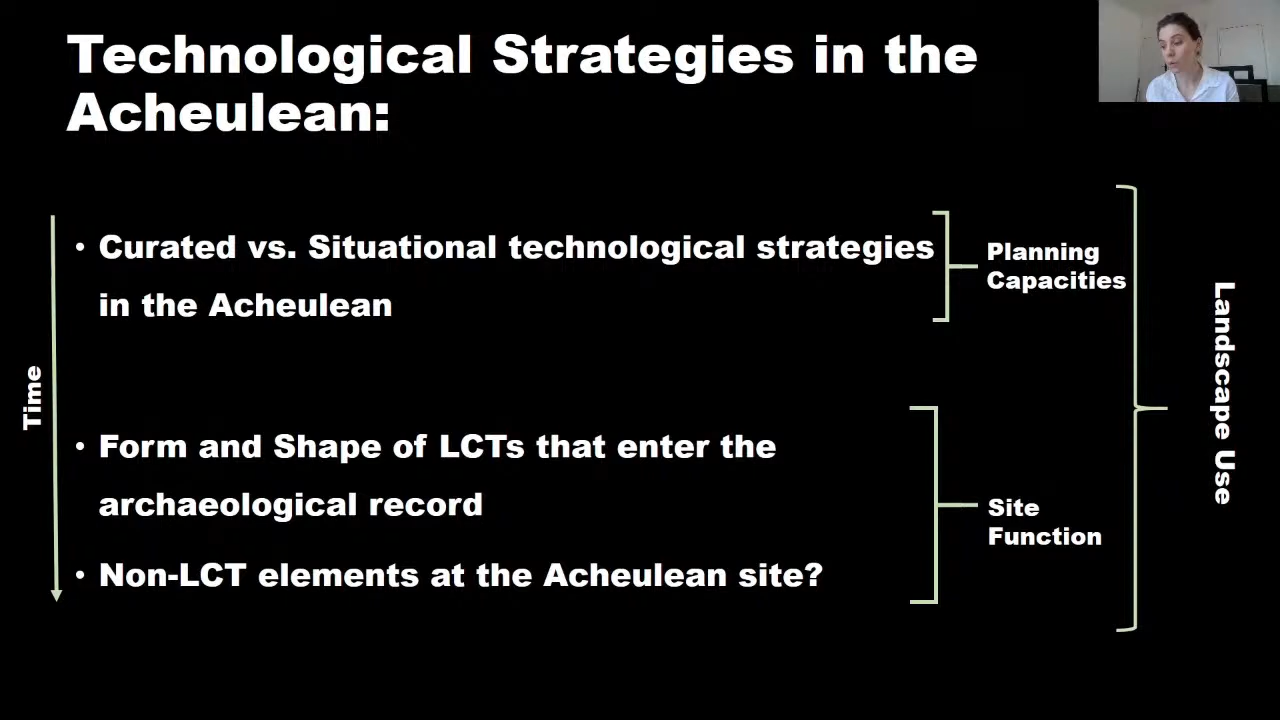 Technological Strategies in the
Acheulean:
• Curated vs. Situational technological strategies
in the Acheulean
Planning
Capacities
Time
• Form and Shape of LCTs that enter the
archaeological record
• Non-LCT elements at the Acheulean site?
Site
Function
Landscape Use